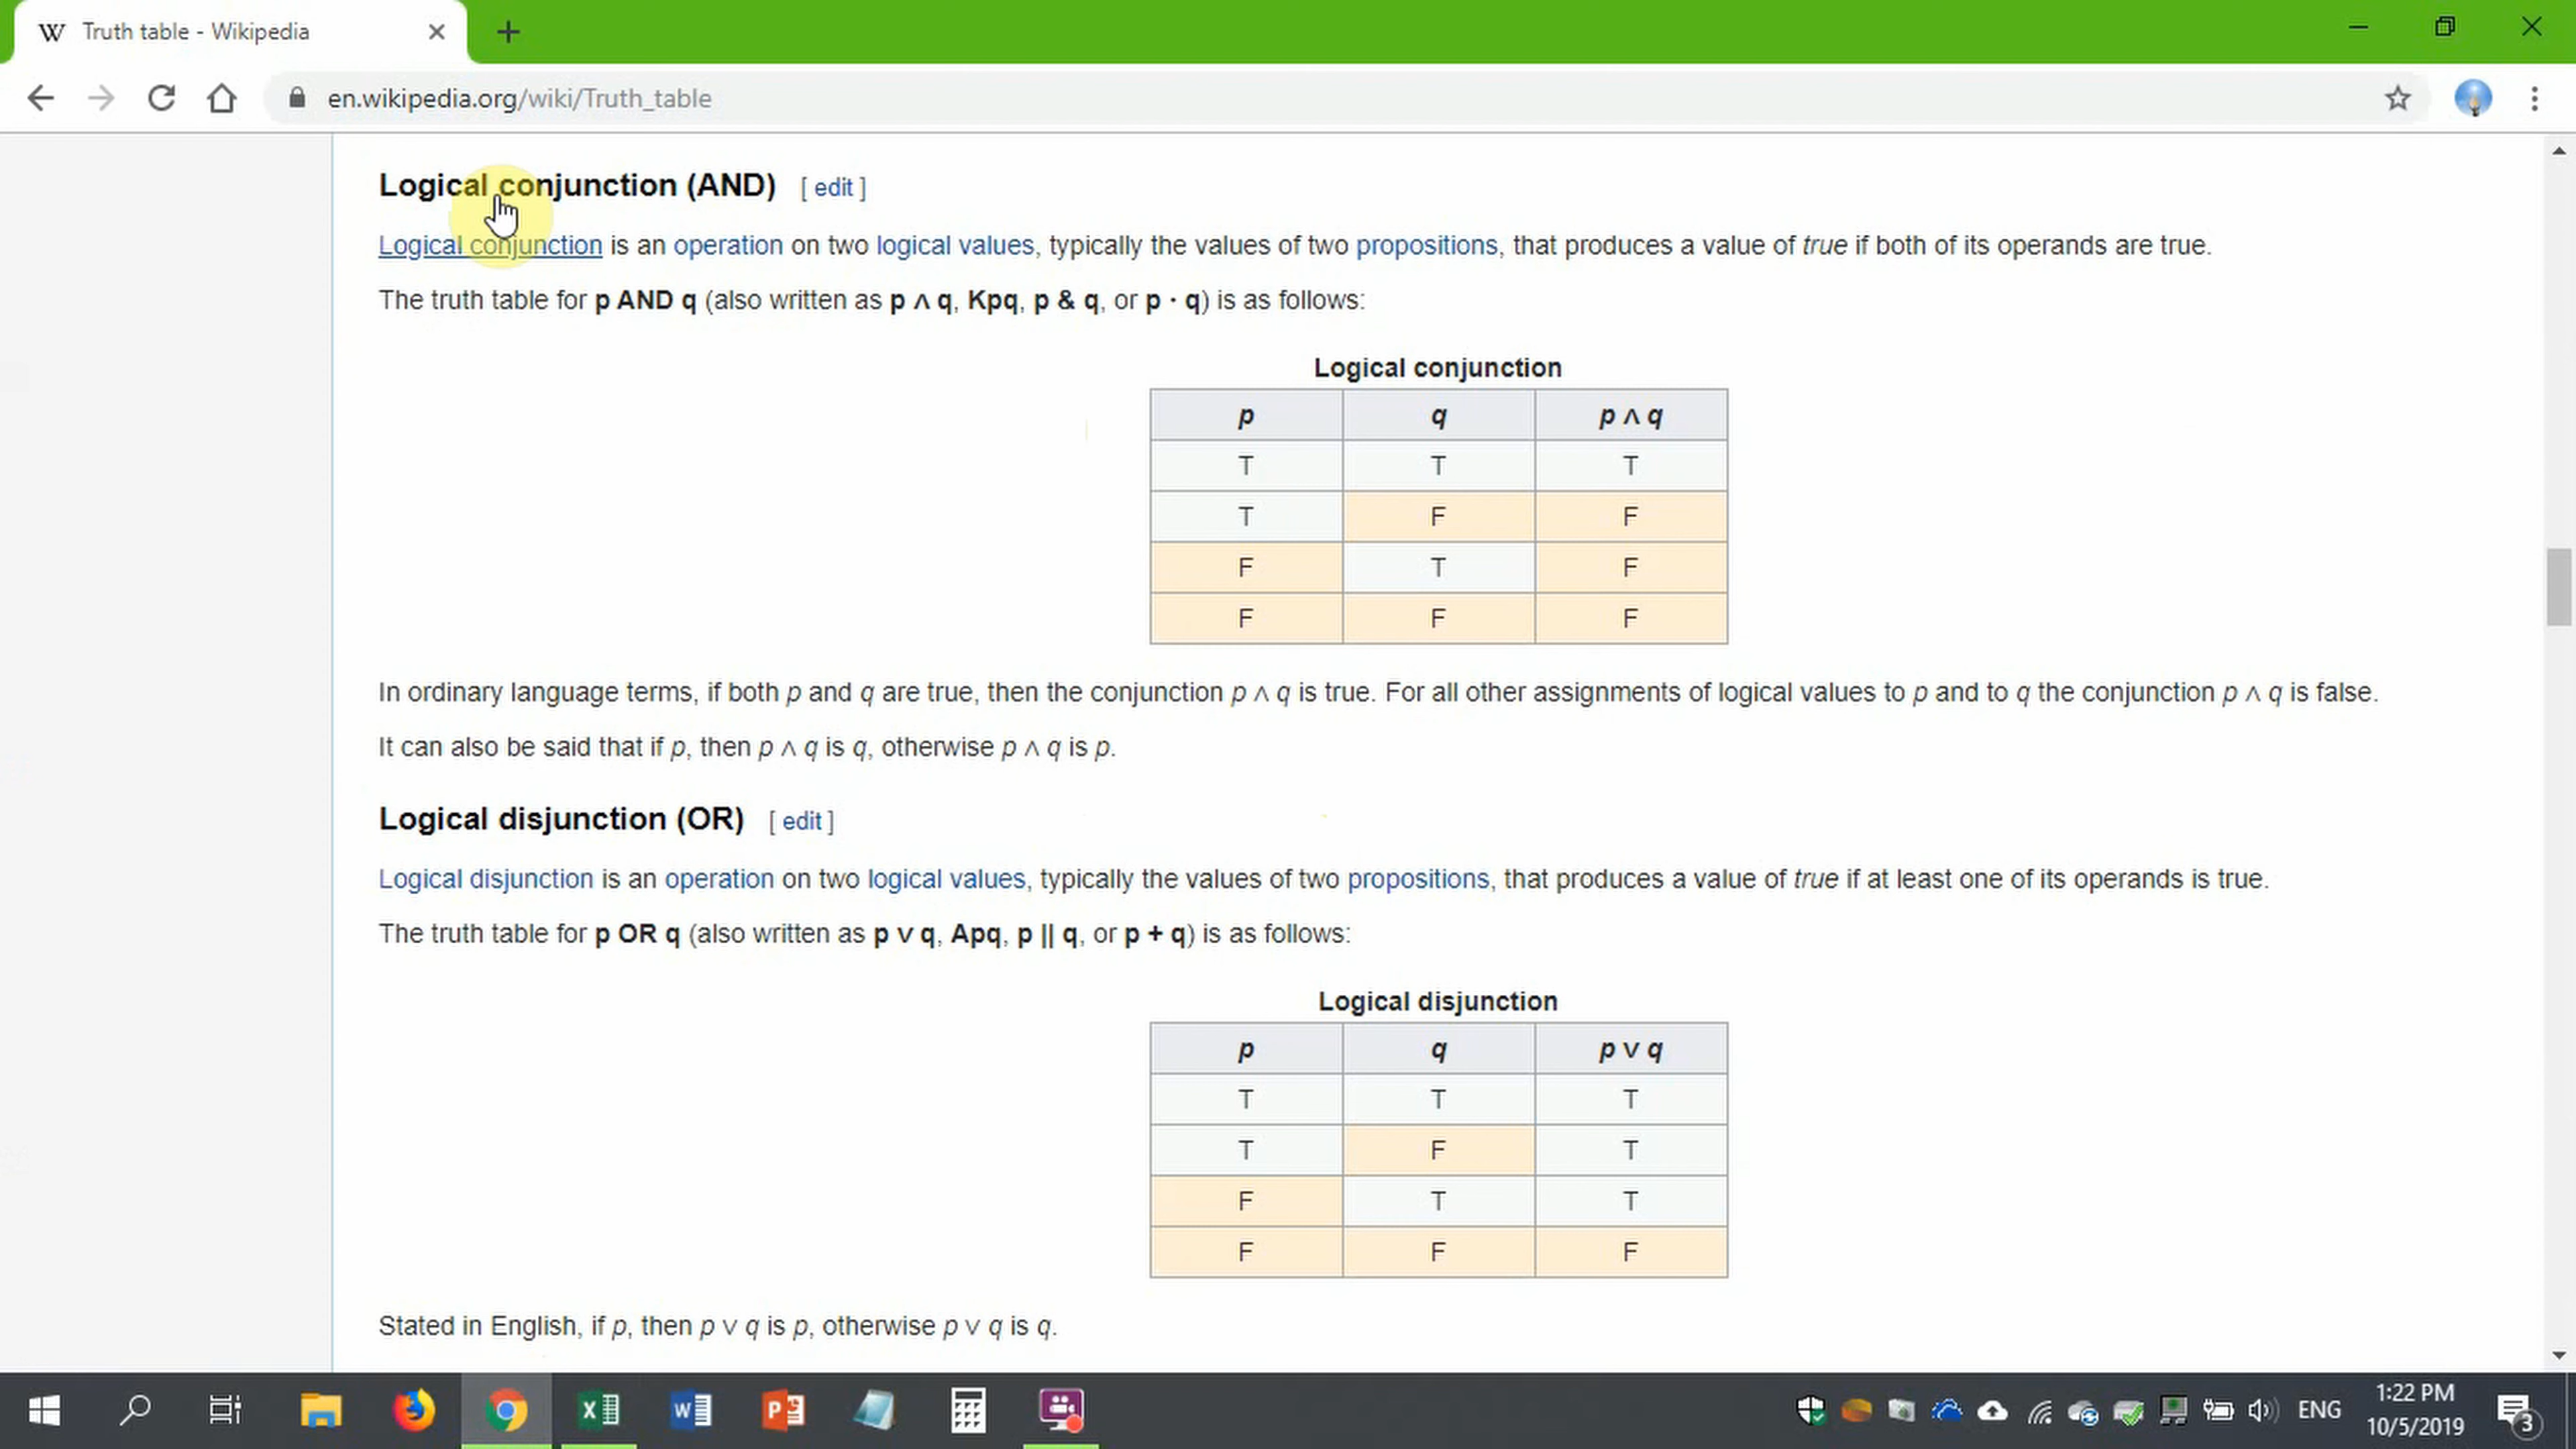 Truth table - Wikipedia
en.wikipedia.org/wiki/Truth_table
Logical conjunction (AND) [ edit ]
Logical conjunction is an operation on two logical values, typically the values of two propositions, that produces a value of true if both of its operands are true.
The truth table for p AND q (also written as p ∧ q, Kpq, p & q, or p · q) is as follows:
Logical conjunction
p q p ∧ q
T T T
T F F
F T F
F F F
In ordinary language terms, if both p and q are true, then the conjunction p ∧ q is true. For all other assignments of logical values to p and to q the conjunction p ∧ q is false.
It can also be said that if p, then p ∧ q is q, otherwise p ∧ q is p.
Logical disjunction (OR) [ edit ]
Logical disjunction is an operation on two logical values, typically the values of two propositions, that produces a value of true if at least one of its operands is true.
The truth table for p OR q (also written as p ∨ q, Apq, p || q, or p + q) is as follows:
Logical disjunction
p q p ∨ q
T T T
T F T
F T T
F F F
Stated in English, if p, then p ∨ q is p, otherwise p ∨ q is q.
ENG
1:22 PM
10/5/2019
3